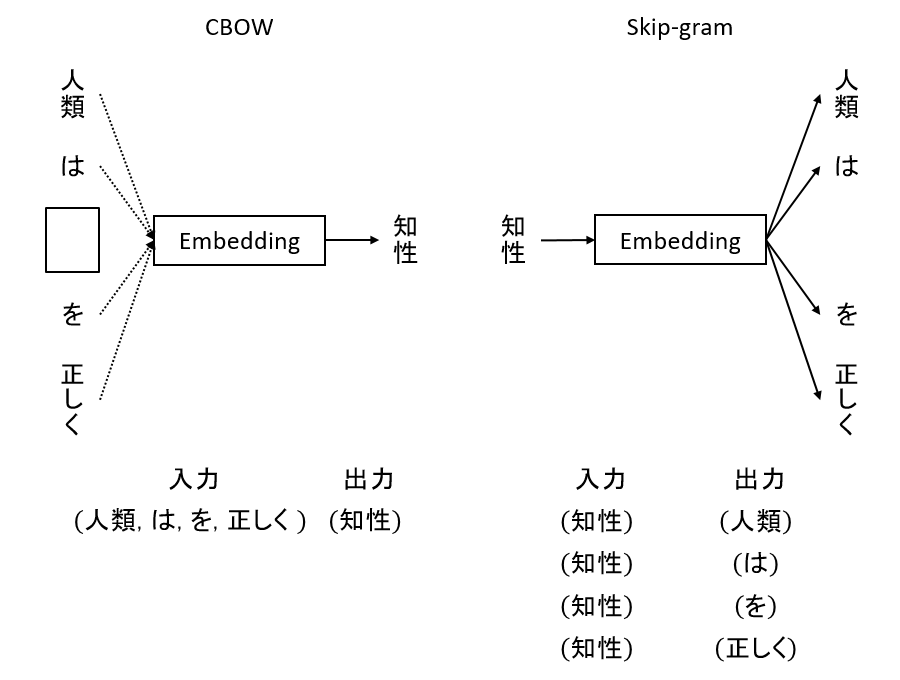 CBOW
人類
は
Embedding
知性
を
正しく
入力 出力
(人類, は, を, 正しく) (知性)
Skip-gram
知性
Embedding
人類
は
を
正しく
入力 出力
(知性) (人類)
(知性) (は)
(知性) (を)
(知性) (正しく)